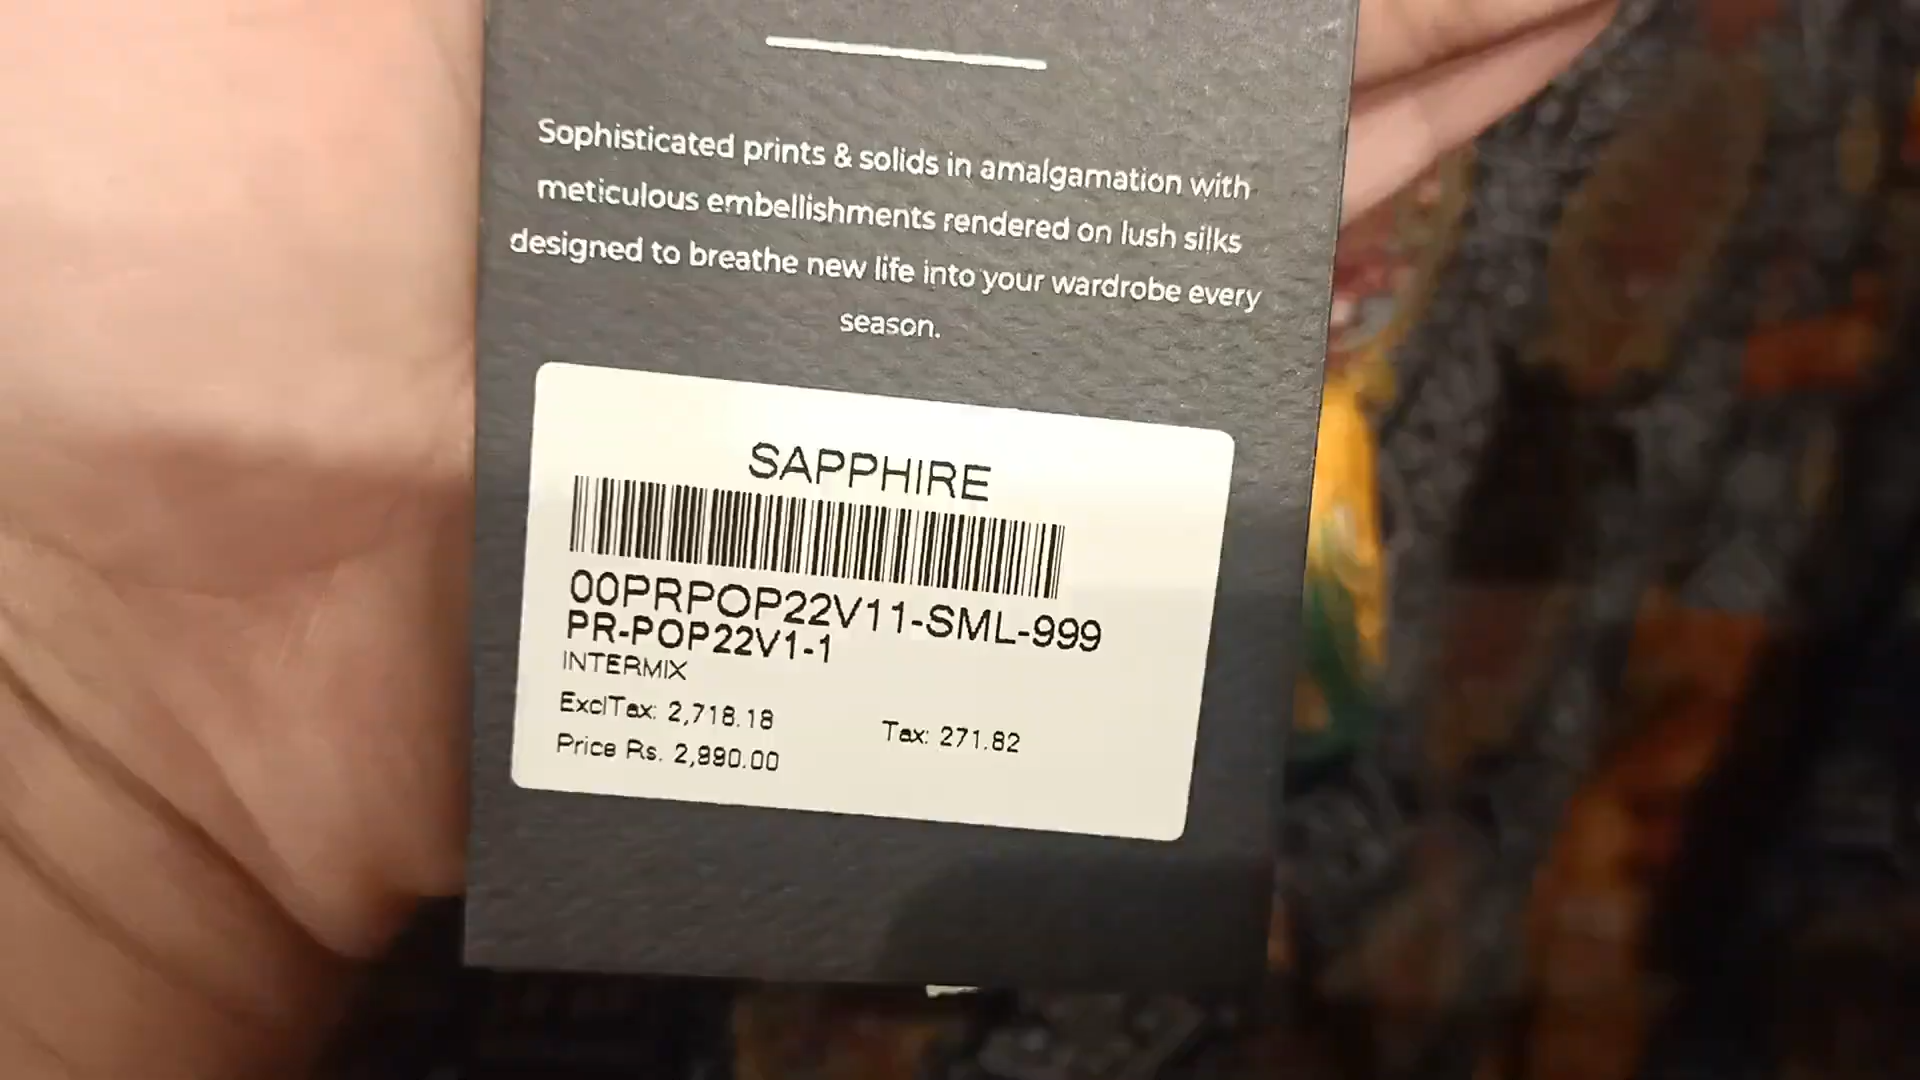 Sophisticated prints & solids in amalgamation with
meticulous embellishments rendered on lush silks
designed to breathe new life into your wardrobe every
season.
SAPPHIRE
00PRPOP22V11-SML-999
PR-POP22V1-1
INTERMIX
ExclTax: 2,718.18
Tax: 271.82
Price Rs. 2,990.00